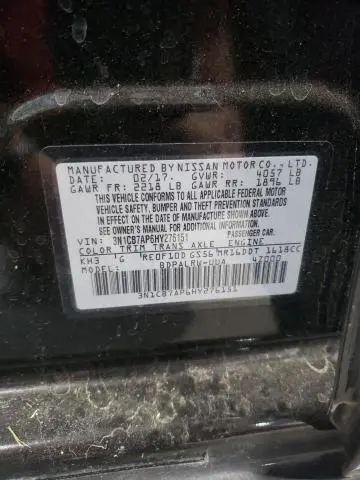 MANUFACTURED BY NISSAN MOTOR CO., LTD.
DATE: 02/17. GVWR: 4057 LB
GAWR FR: 2218 LB GAWR RR: 1896 LB
THIS VEHICLE CONFORMS TO ALL APPLICABLE FEDERAL MOTOR
VEHICLE SAFETY, BUMPER AND THEFT PREVENTION STANDARDS
IN EFFECT ON THE DATE OF MANUFACTURE SHOWN ABOVE.
SEE OWNER'S MANUAL FOR ADDITIONAL INFORMATION.
VIN: 3N1CB7AP6HY276151 PASSENGER CAR
COLOR TRIM TRANS AXLE ENGINE
KH3 G RE0F10D GS56 MR16DDT 1618CC
BDPALRW-UUA 47000
3N1CB7AP6HY276151